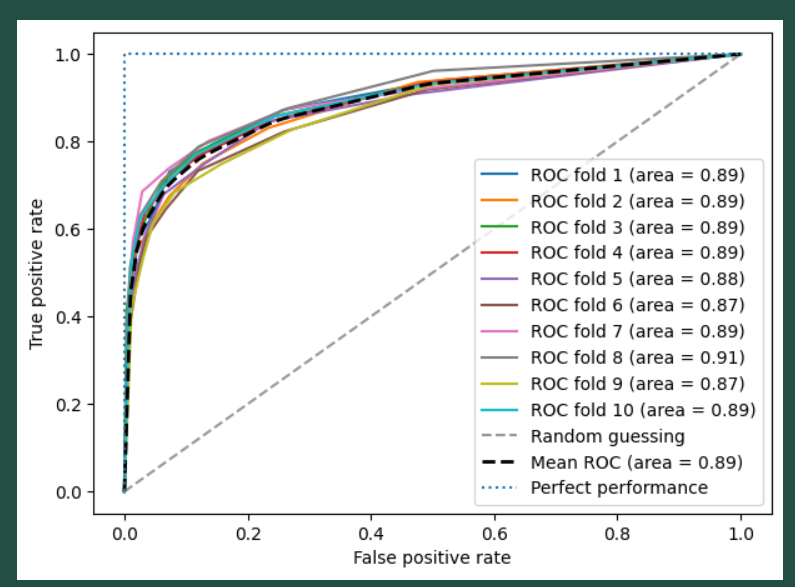 1.0
0.8
0.6
0.4
0.2
0.0
True positive rate
0.0 0.2 0.4 0.6 0.8 1.0
False positive rate
ROC fold 1 (area = 0.89)
ROC fold 2 (area = 0.89)
ROC fold 3 (area = 0.89)
ROC fold 4 (area = 0.89)
ROC fold 5 (area = 0.88)
ROC fold 6 (area = 0.87)
ROC fold 7 (area = 0.89)
ROC fold 8 (area = 0.91)
ROC fold 9 (area = 0.87)
ROC fold 10 (area = 0.89)
Random guessing
Mean ROC (area = 0.89)
Perfect performance